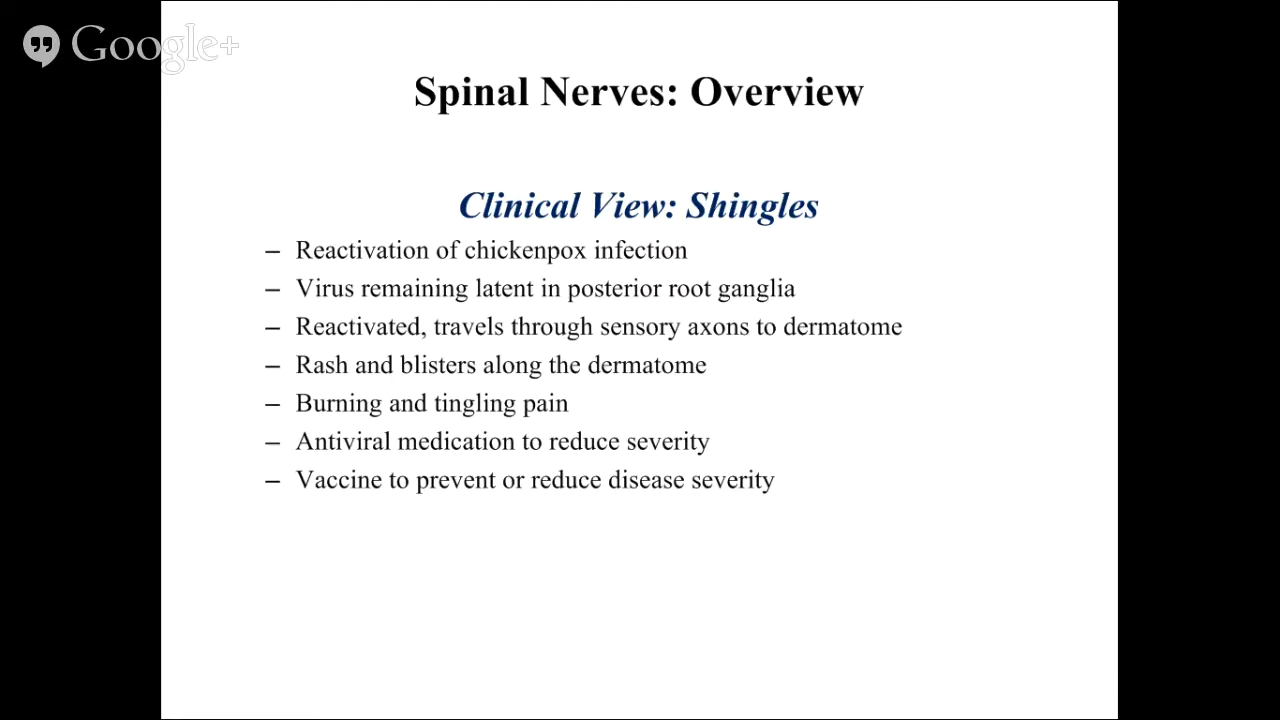 Google+
Spinal Nerves: Overview
Clinical View: Shingles
– Reactivation of chickenpox infection
– Virus remaining latent in posterior root ganglia
– Reactivated, travels through sensory axons to dermatome
– Rash and blisters along the dermatome
– Burning and tingling pain
– Antiviral medication to reduce severity
– Vaccine to prevent or reduce disease severity